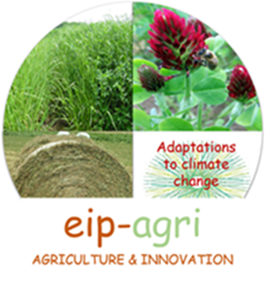 Adaptations
to climate
change
eip-agri
AGRICULTURE & INNOVATION